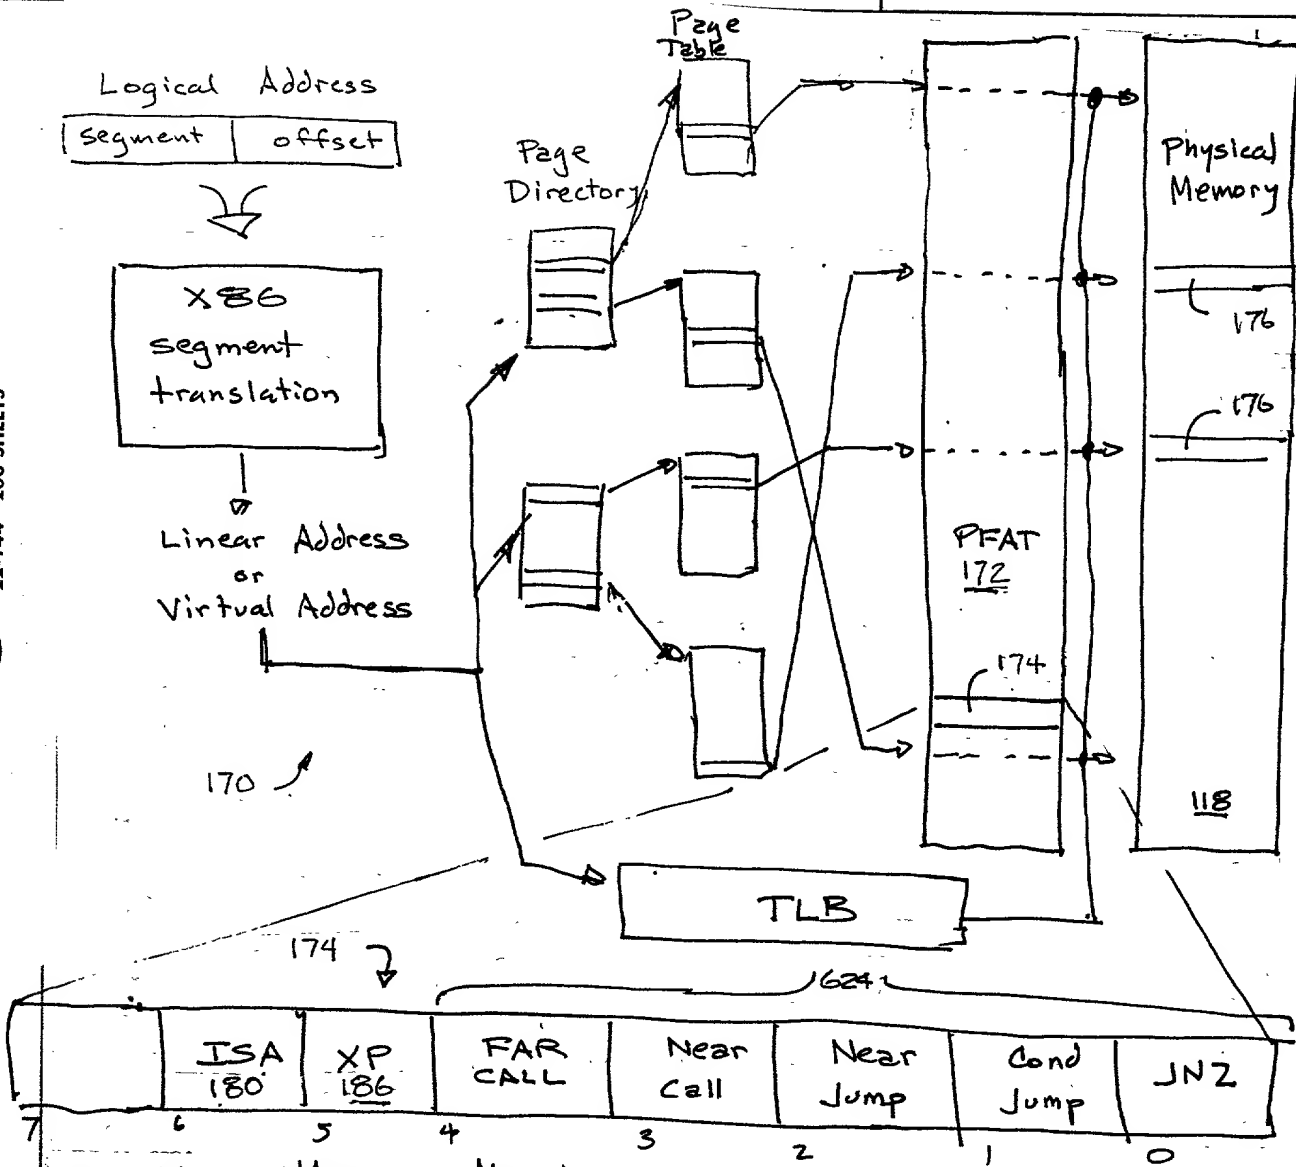 Page
Table
Logical Address
segment offset
Page
Directory
Physical
Memory
X86
segment
translation
176
176
Linear Address
or
Virtual Address
PFAT
172
174
170
118
TLB
174
624
ISA
180
XP
186
FAR
CALL
Near
Call
Near
Jump
Cond
Jump
JNZ
7 6 5 4 3 2 1 0